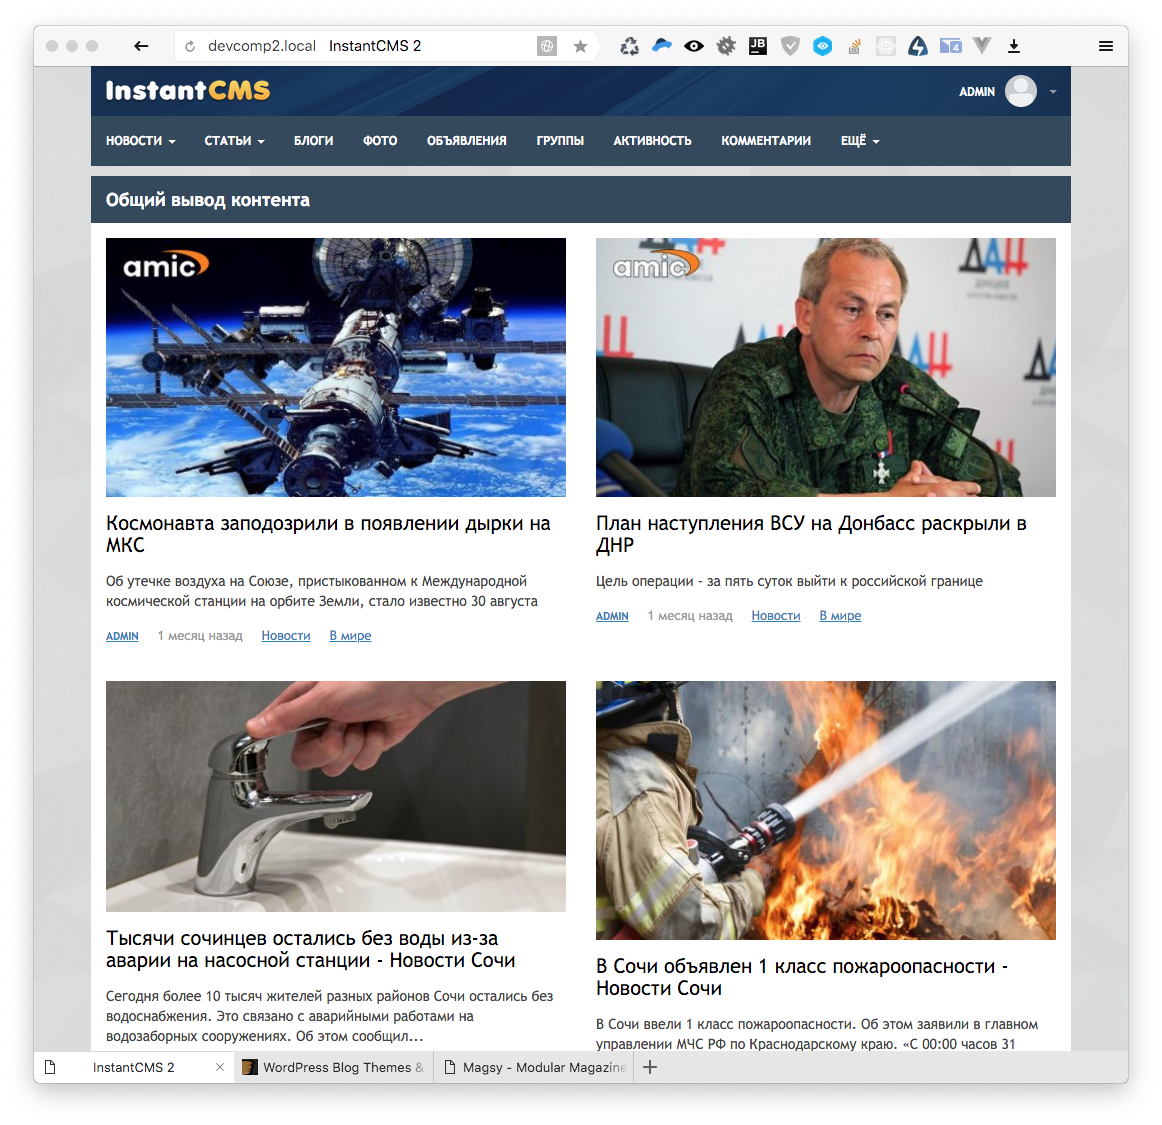 devcomp2.local InstantCMS 2
JB
4
InstantCMS
ADMIN
НОВОСТИ СТАТЬИ БЛОГИ ФОТО ОБЪЯВЛЕНИЯ ГРУППЫ АКТИВНОСТЬ КОММЕНТАРИИ ЕЩЁ
Общий вывод контента
amic
amic
ДАН
Космонавта заподозрили в появлении дырки на
МКС
Об утечке воздуха на Союзе, пристыкованном к Международной
космической станции на орбите Земли, стало известно 30 августа
ADMIN 1 месяц назад Новости В мире
План наступления ВСУ на Донбасс раскрыли в
ДНР
Цель операции - за пять суток выйти к российской границе
ADMIN 1 месяц назад Новости В мире
Тысячи сочинцев остались без воды из-за
аварии на насосной станции - Новости Сочи
Сегодня более 10 тысяч жителей разных районов Сочи остались без
водоснабжения. Это связано с аварийными работами на
водозаборных сооружениях. Об этом сообщил...
В Сочи объявлен 1 класс пожароопасности -
Новости Сочи
В Сочи ввели 1 класс пожароопасности. Об этом заявили в главном
управлении МЧС РФ по Краснодарскому краю. «С 00:00 часов 31
InstantCMS 2
WordPress Blog Themes &
Magsy - Modular Magazine